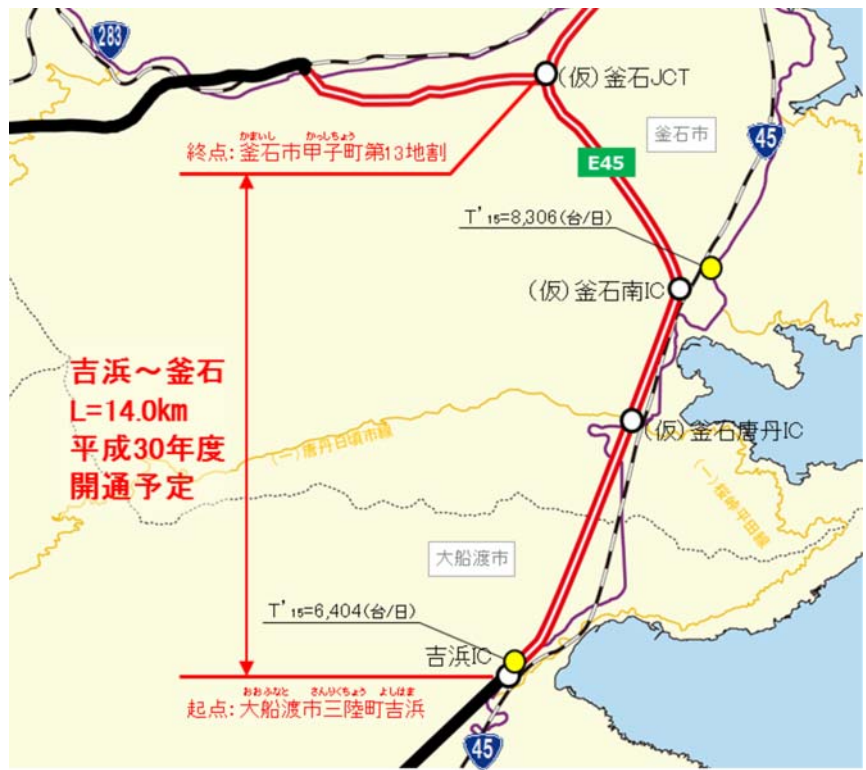 283
(仮)釜石JCT
釜石市
45
かまいし かっしちょう
終点:釜石市甲子町第13地割
E45
T'15=8,306(台/日)
(仮)釜石南IC
吉浜～釜石
L=14.0km
平成30年度
開通予定
(仮)釜石唐丹IC
(一)唐丹日頃市線
(一)桜峠平田線
大船渡市
T'15=6,404(台/日)
吉浜IC
おおふなと さんりくちょう よしはま
起点:大船渡市三陸町吉浜
45